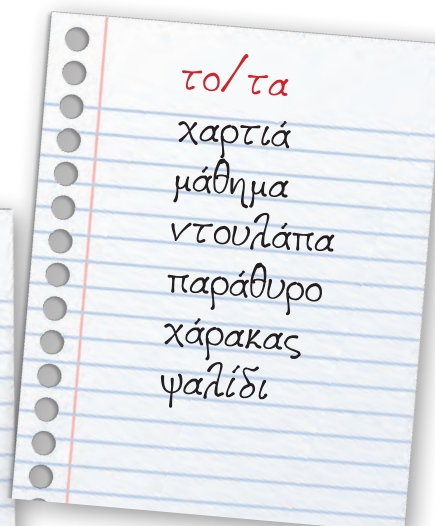 το/τα
χαρτιά
μάθημα
ντουλάπα
παράθυρο
χάρακας
ψαλίδι